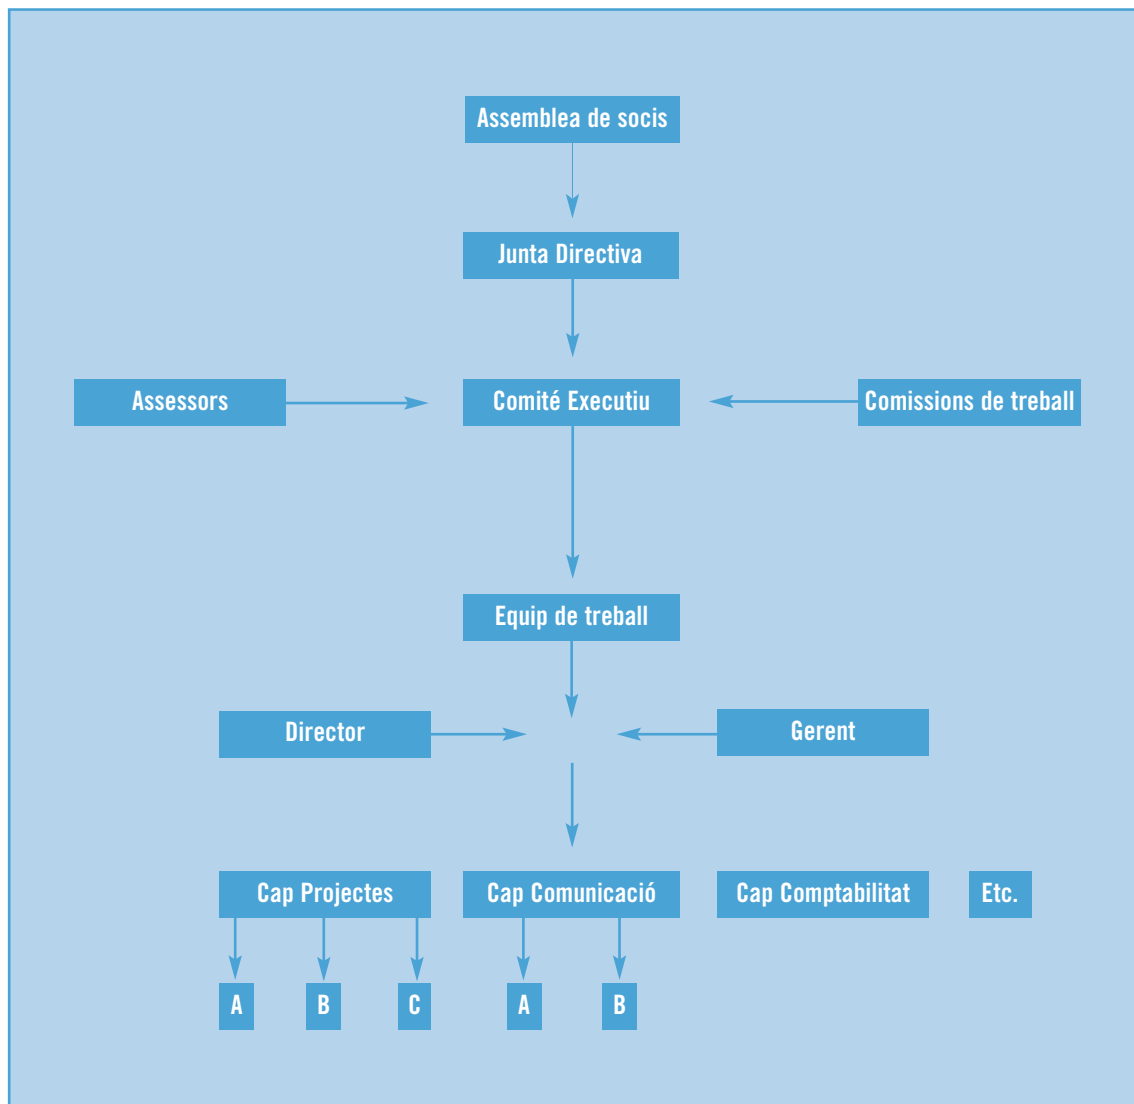 Assemblea de socis
Junta Directiva
Assessors
Comité Executiu
Comissions de treball
Equip de treball
Director
Gerent
Cap Projectes
Cap Comunicació
Cap Comptabilitat
Etc.
A
B
C
A
B